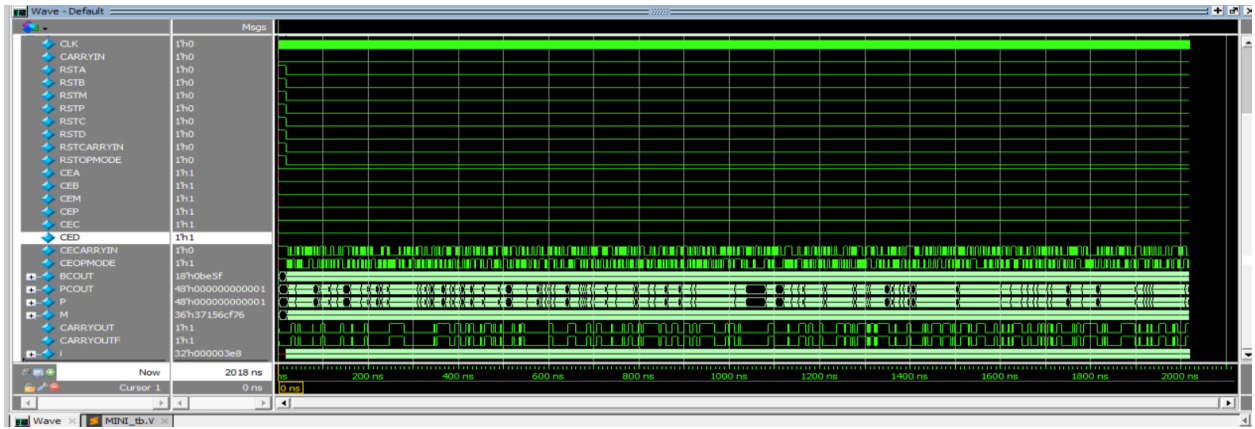 Wave - Default
Msgs
CLK 1'h0
CARRYIN 1'h0
RSTA 1'h0
RSTB 1'h0
RSTM 1'h0
RSTP 1'h0
RSTC 1'h0
RSTD 1'h0
RSTCARRYIN 1'h0
RSTOPMODE 1'h0
CEA 1'h1
CEB 1'h1
CEM 1'h1
CEP 1'h1
CEC 1'h1
CED 1'h1
CECARRYIN 1'h0
CEOPMODE 1'h1
BCOUT 18'h0be5f
PCOUT 48'h000000000001
P 48'h000000000001
M 36'h37156cf76
CARRYOUT 1'h1
CARRYOUTF 1'h1
i 32'h000003e8
Now 2018 ns ns 200 ns 400 ns 600 ns 800 ns 1000 ns 1200 ns 1400 ns 1600 ns 1800 ns 2000 ns
Cursor 1 0 ns 0 ns
Wave MINI_tb.V